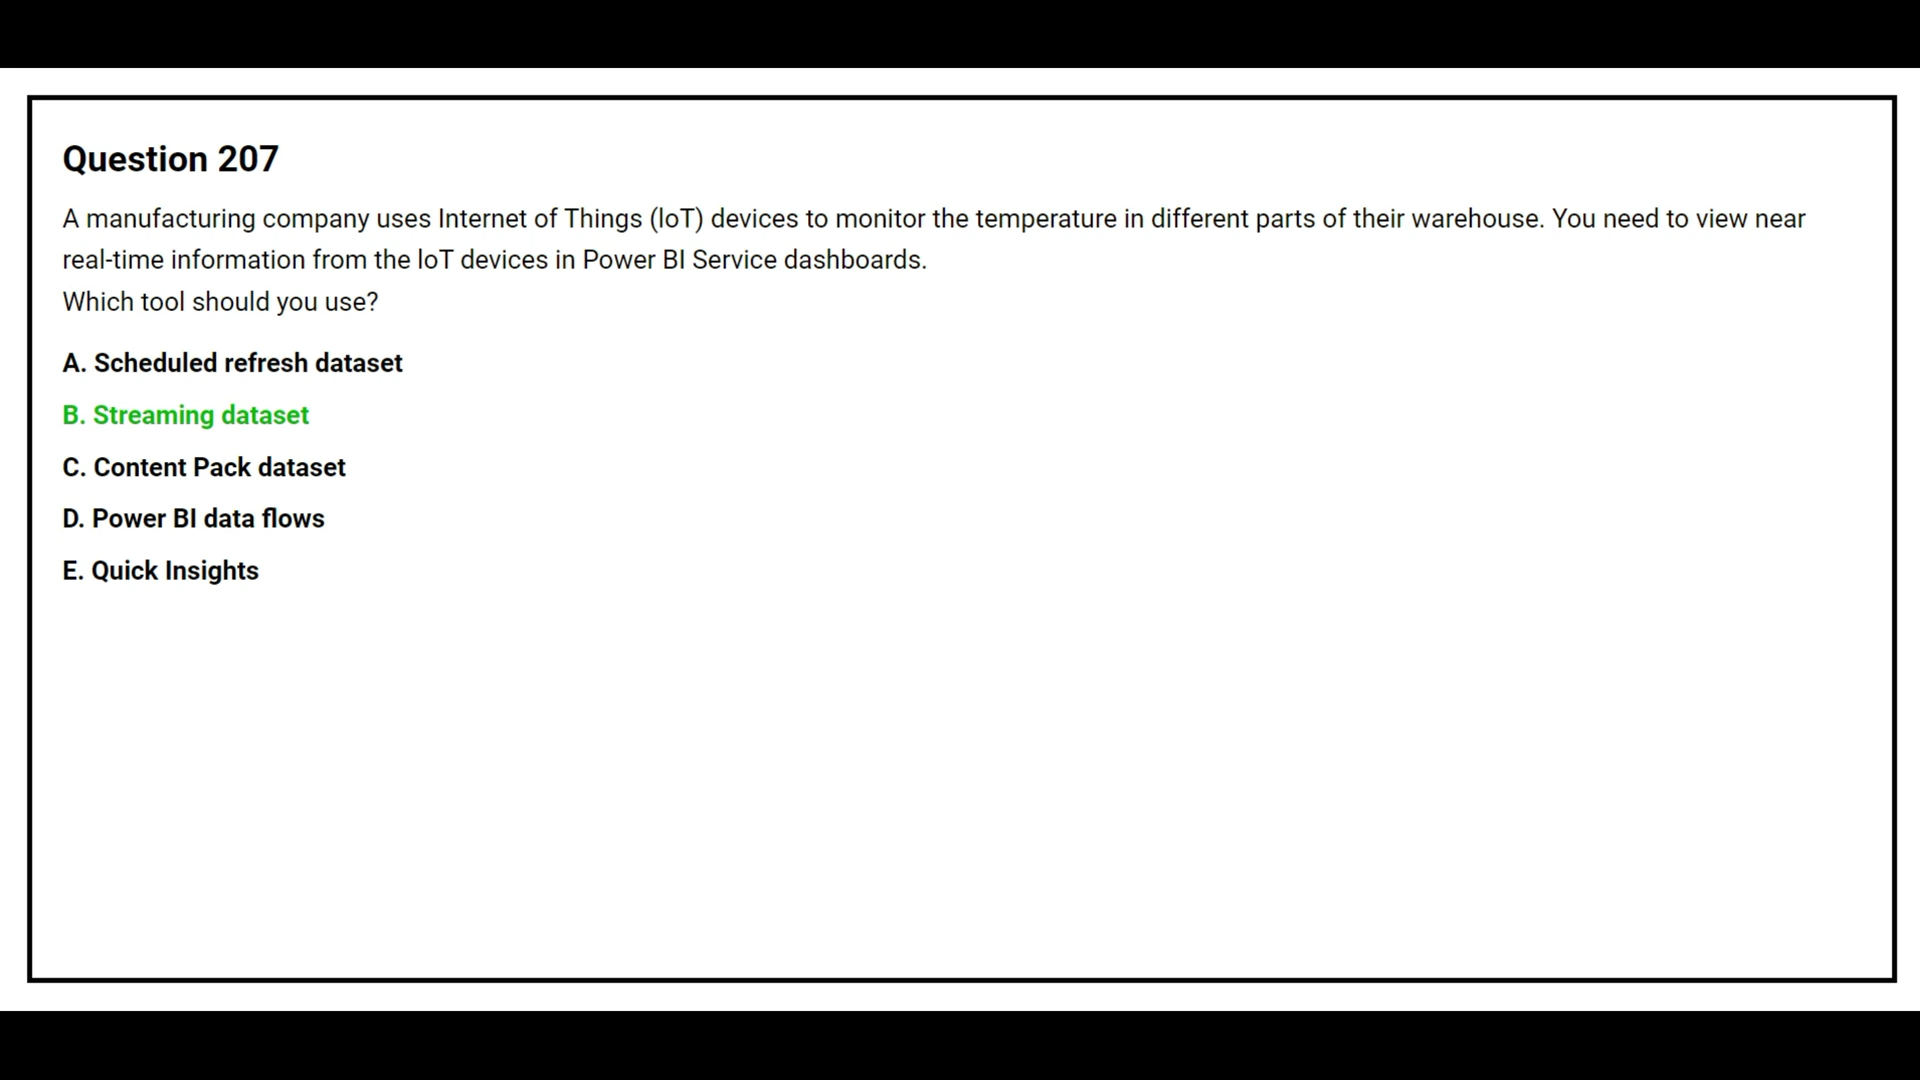 Question 207
A manufacturing company uses Internet of Things (loT) devices to monitor the temperature in different parts of their warehouse. You need to view near
real-time information from the loT devices in Power BI Service dashboards.
Which tool should you use?
A. Scheduled refresh dataset
B. Streaming dataset
C. Content Pack dataset
D. Power BI data flows
E. Quick Insights